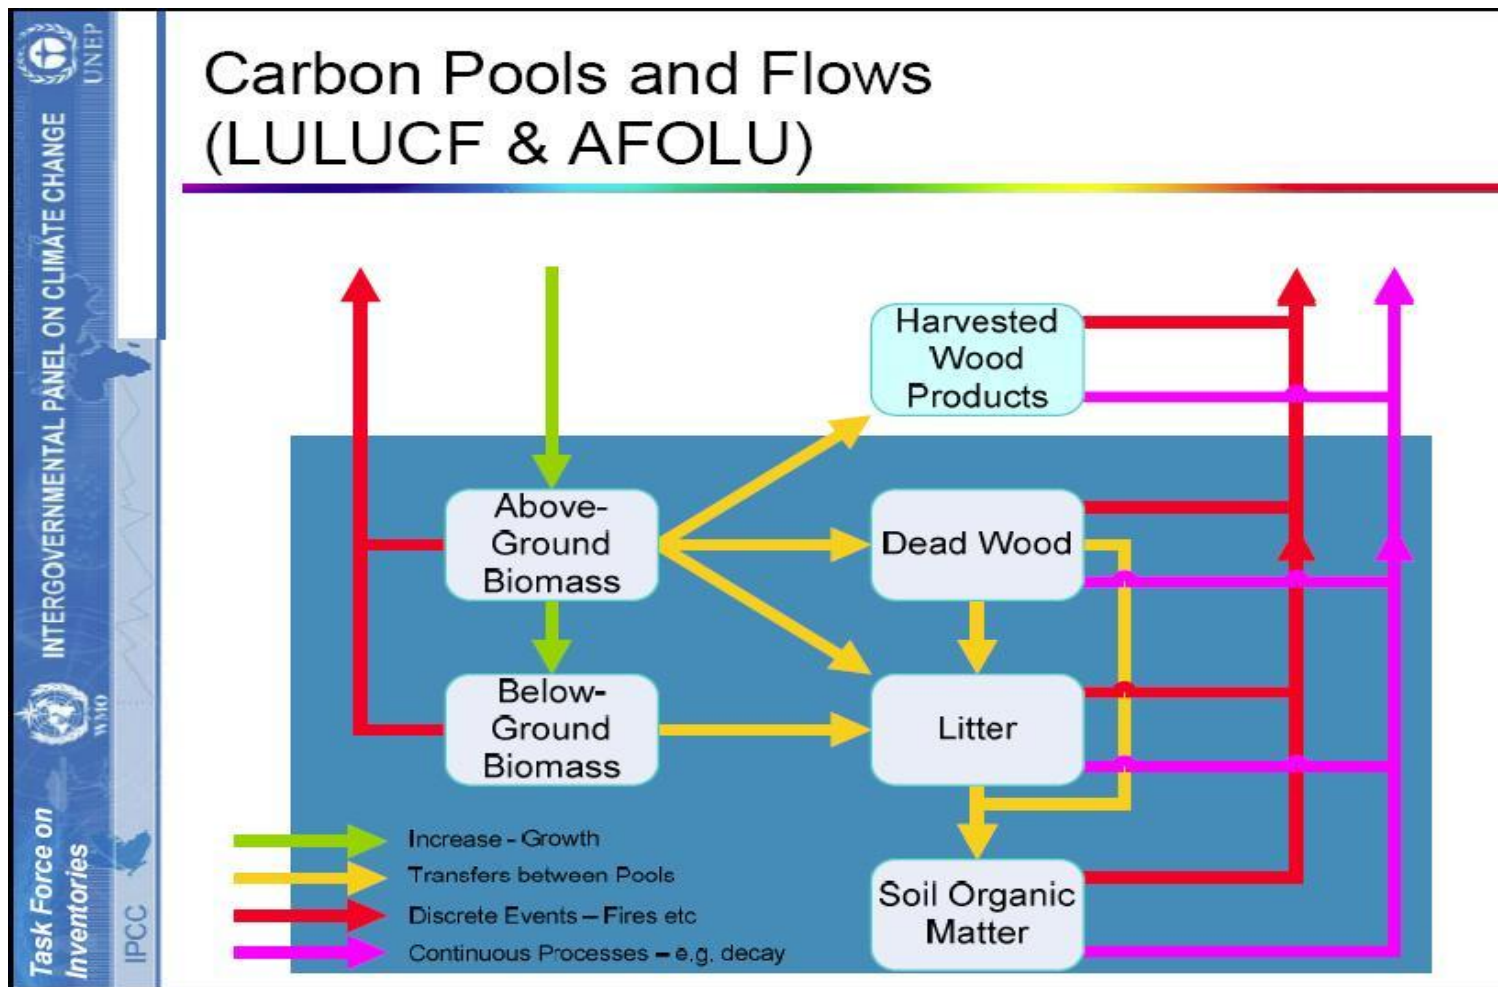 UNEP
INTERGOVERNMENTAL PANEL ON CLIMATE CHANGE
WMO
Task Force on
Inventories
IPCC
Carbon Pools and Flows
(LULUCF & AFOLU)
Harvested
Wood
Products
Above-
Ground
Biomass
Dead Wood
Below-
Ground
Biomass
Litter
Soil Organic
Matter
Increase - Growth
Transfers between Pools
Discrete Events – Fires etc
Continuous Processes – e.g. decay